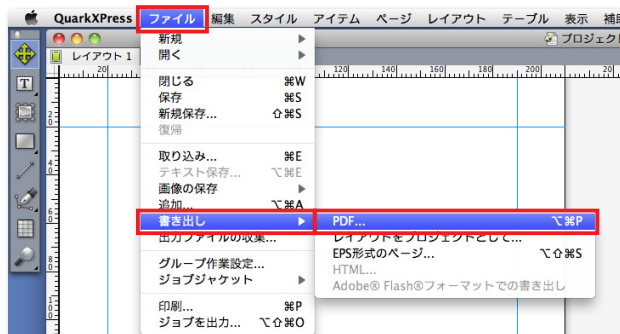 QuarkXPress ファイル 編集 スタイル アイテム ページ レイアウト テーブル 表示 補助
プロジェクト
レイアウト 1
新規
開く
閉じる ⌘W
保存 ⌘S
新規保存... ⇧⌘S
復帰
取り込み... ⌘E
テキスト保存... ⌥⌘E
画像の保存
追加... ⌥⌘A
書き出し
出力ファイルの収集...
グループ作業設定...
ジョブジャケット
印刷... ⌘P
ジョブを出力... ⌥⇧⌘O
PDF... ⌥⌘P
レイアウトをプロジェクトとして...
EPS形式のページ... ⌥⇧⌘S
HTML...
Adobe® Flash®フォーマットでの書き出し
20 120 140 160 180 200 20